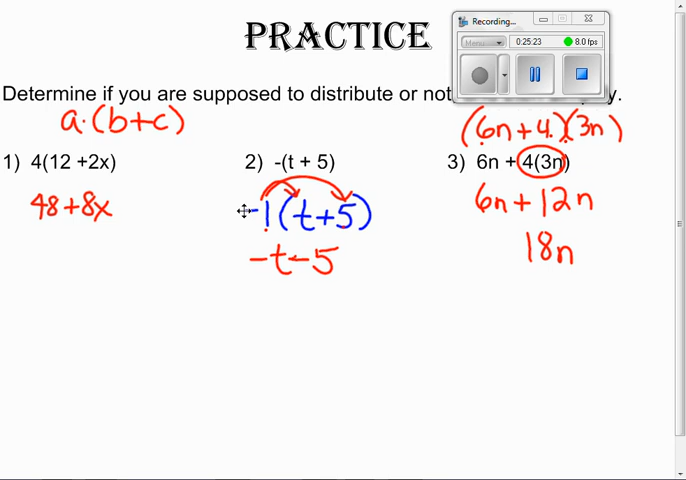 PRACTICE
Recording...
Menu
0:25:23
8.0 fps
Determine if you are supposed to distribute or not
y.
a·(b+c)
(6n+4·)(3n)
1) 4(12 +2x)
2) -(t + 5)
3) 6n + 4(3n)
48+8x
-1(t+5)
6n+12n
-t-5
18n